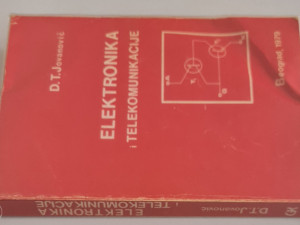 D.T.Jovanović
ELEKTRONIKA
i TELEKOMUNIKACIJE
Beograd, 1978
ELEKTRONIKA
i TELEKOMUNIKACIJE
D.T. Jovanović